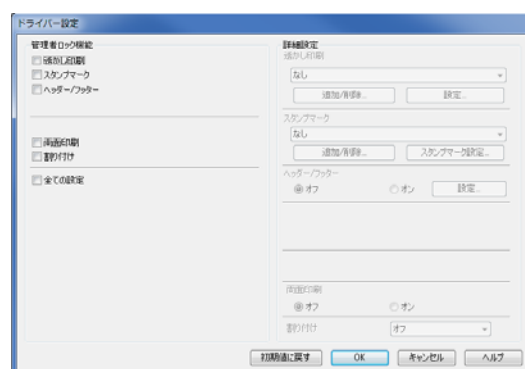 ドライバー設定
管理者ロック機能
透かし印刷
スタンプマーク
ヘッダー/フッター
両面印刷
割り付け
全ての設定
詳細設定
透かし印刷
なし
追加/削除... 設定...
スタンプマーク
なし
追加/削除... スタンプマーク設定...
ヘッダー/フッター
オフ オン 設定...
両面印刷
オフ オン
割り付け オフ
初期値に戻す OK キャンセル ヘルプ